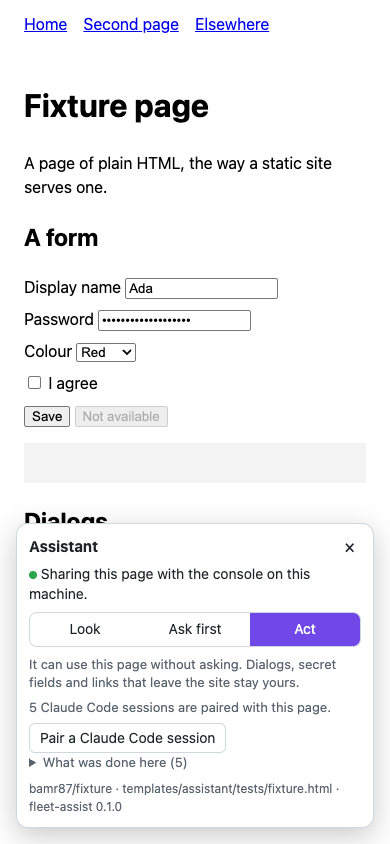 Home Second page Elsewhere
Fixture page
A page of plain HTML, the way a static site
serves one.
A form
Display name Ada
Password ••••••••••••••••••
Colour Red
I agree
Save Not available
Dialogs
Assistant ×
Sharing this page with the console on this
machine.
Look Ask first Act
It can use this page without asking. Dialogs, secret
fields and links that leave the site stay yours.
5 Claude Code sessions are paired with this page.
Pair a Claude Code session
▶ What was done here (5)
bamr87/fixture · templates/assistant/tests/fixture.html ·
fleet-assist 0.1.0